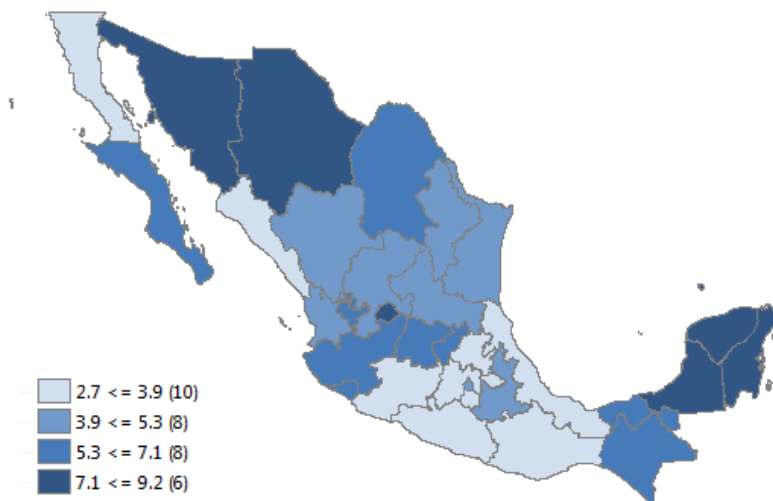 2.7 <= 3.9 (10)
3.9 <= 5.3 (8)
5.3 <= 7.1 (8)
7.1 <= 9.2 (6)